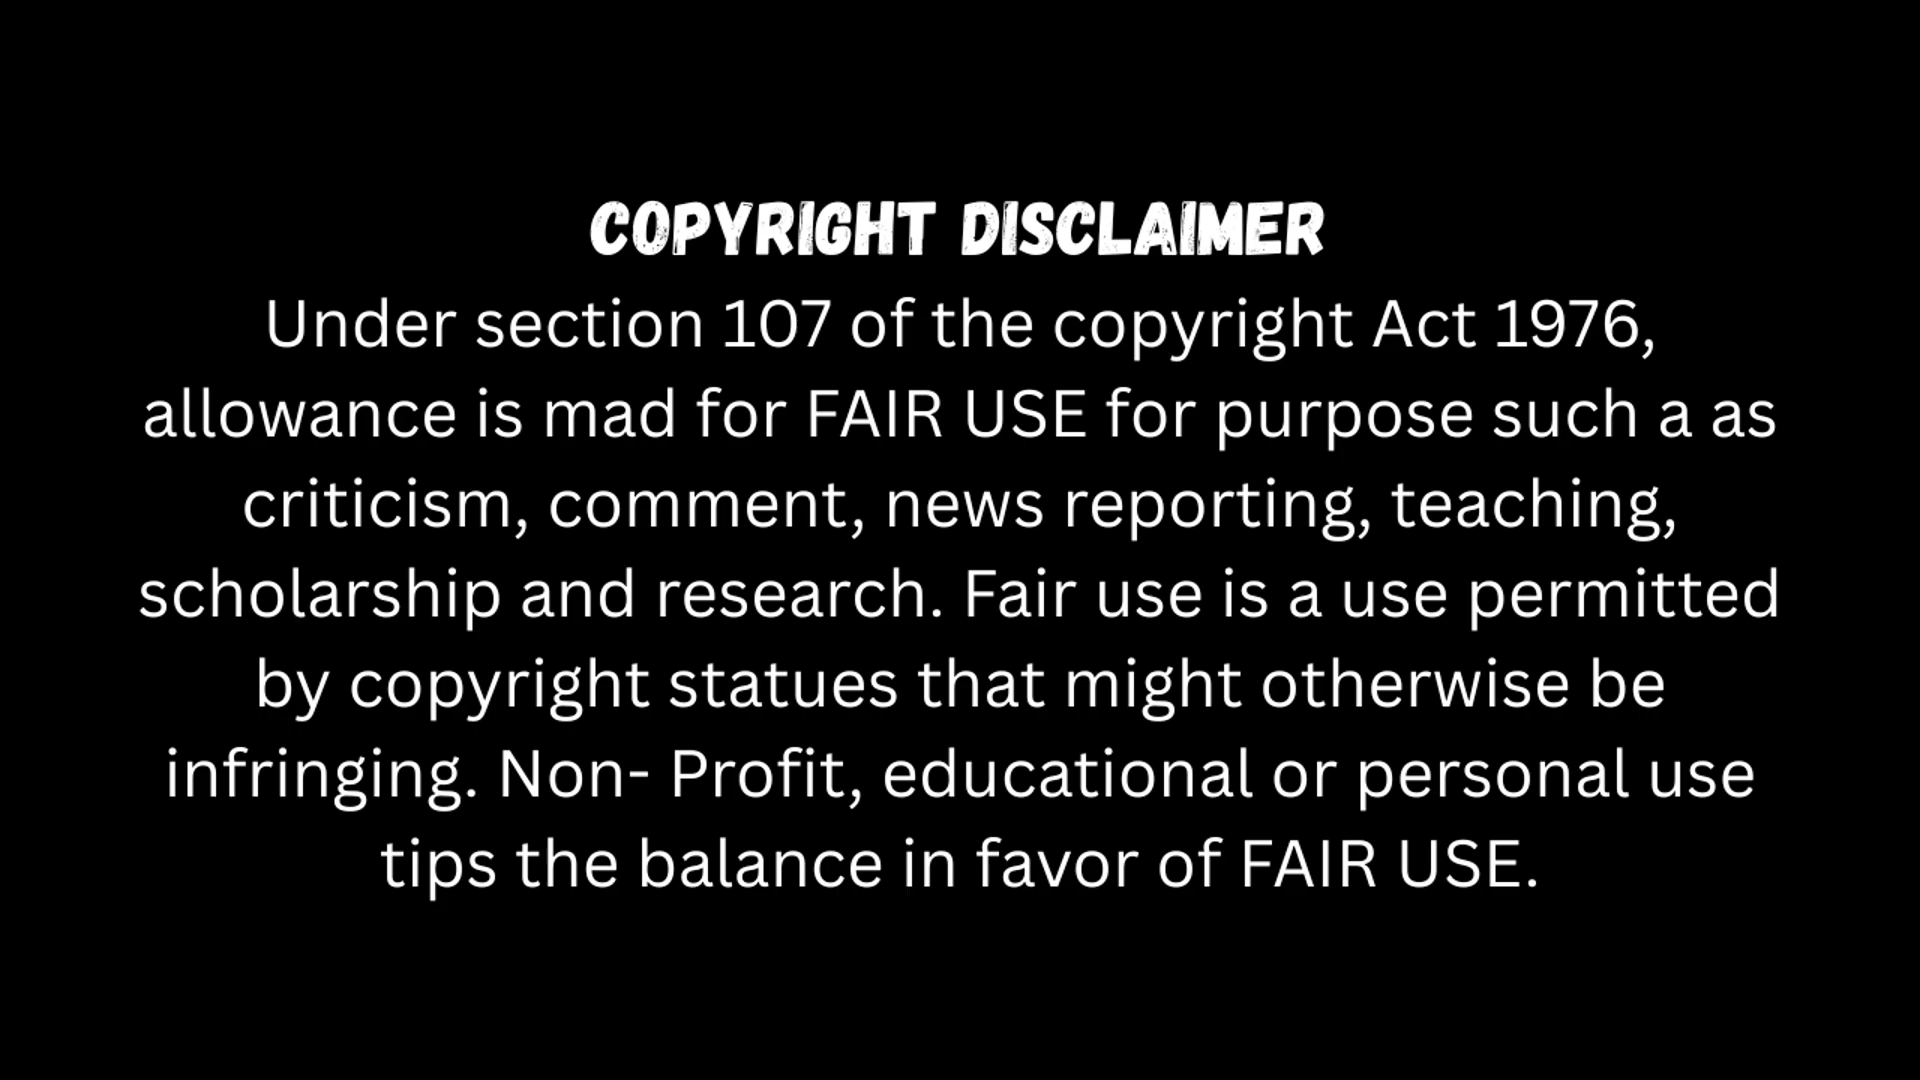 COPYRIGHT DISCLAIMER
Under section 107 of the copyright Act 1976,
allowance is mad for FAIR USE for purpose such a as
criticism, comment, news reporting, teaching,
scholarship and research. Fair use is a use permitted
by copyright statues that might otherwise be
infringing. Non- Profit, educational or personal use
tips the balance in favor of FAIR USE.